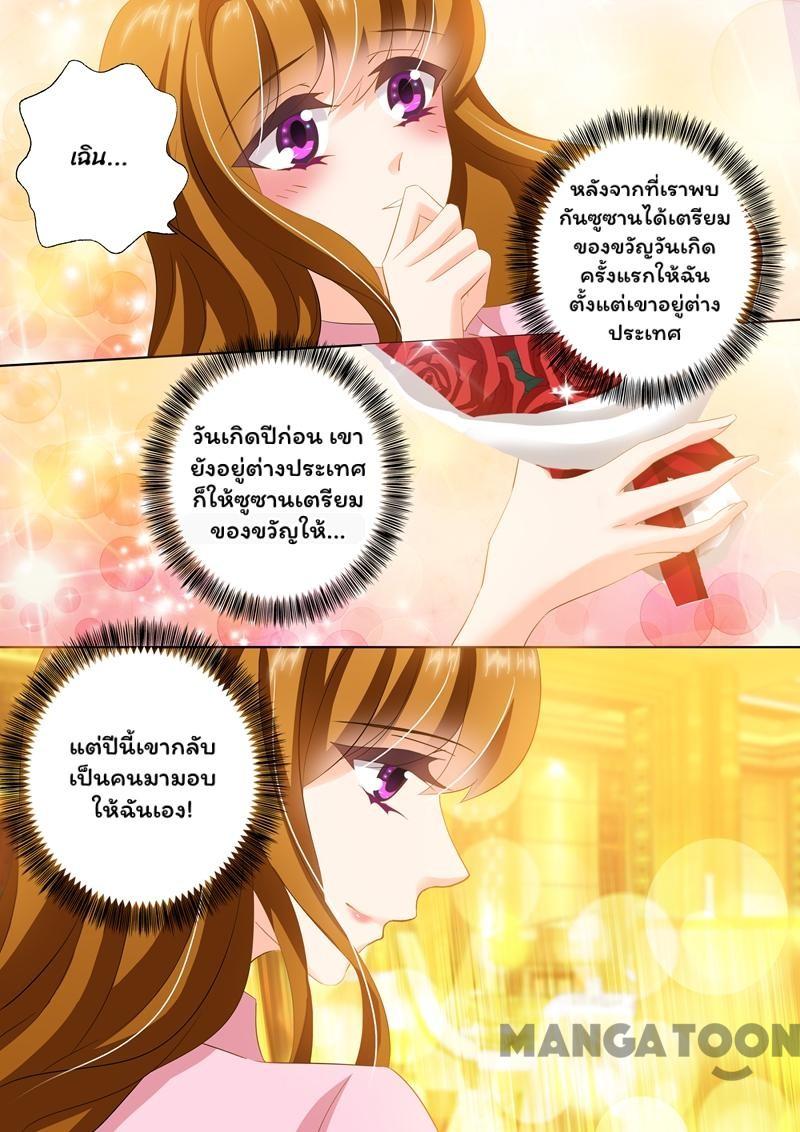 เฉิน...
หลังจากที่เราพบ
กันซูซานได้เตรียม
ของขวัญวันเกิด
ครั้งแรกให้ฉัน
ตั้งแต่เขาอยู่ต่าง
ประเทศ
วันเกิดปีก่อน เขา
ยังอยู่ต่างประเทศ
ก็ให้ซูซานเตรียม
ของขวัญให้...
แต่ปีนี้เขากลับ
เป็นคนมามอบ
ให้ฉันเอง!
MANGATOON